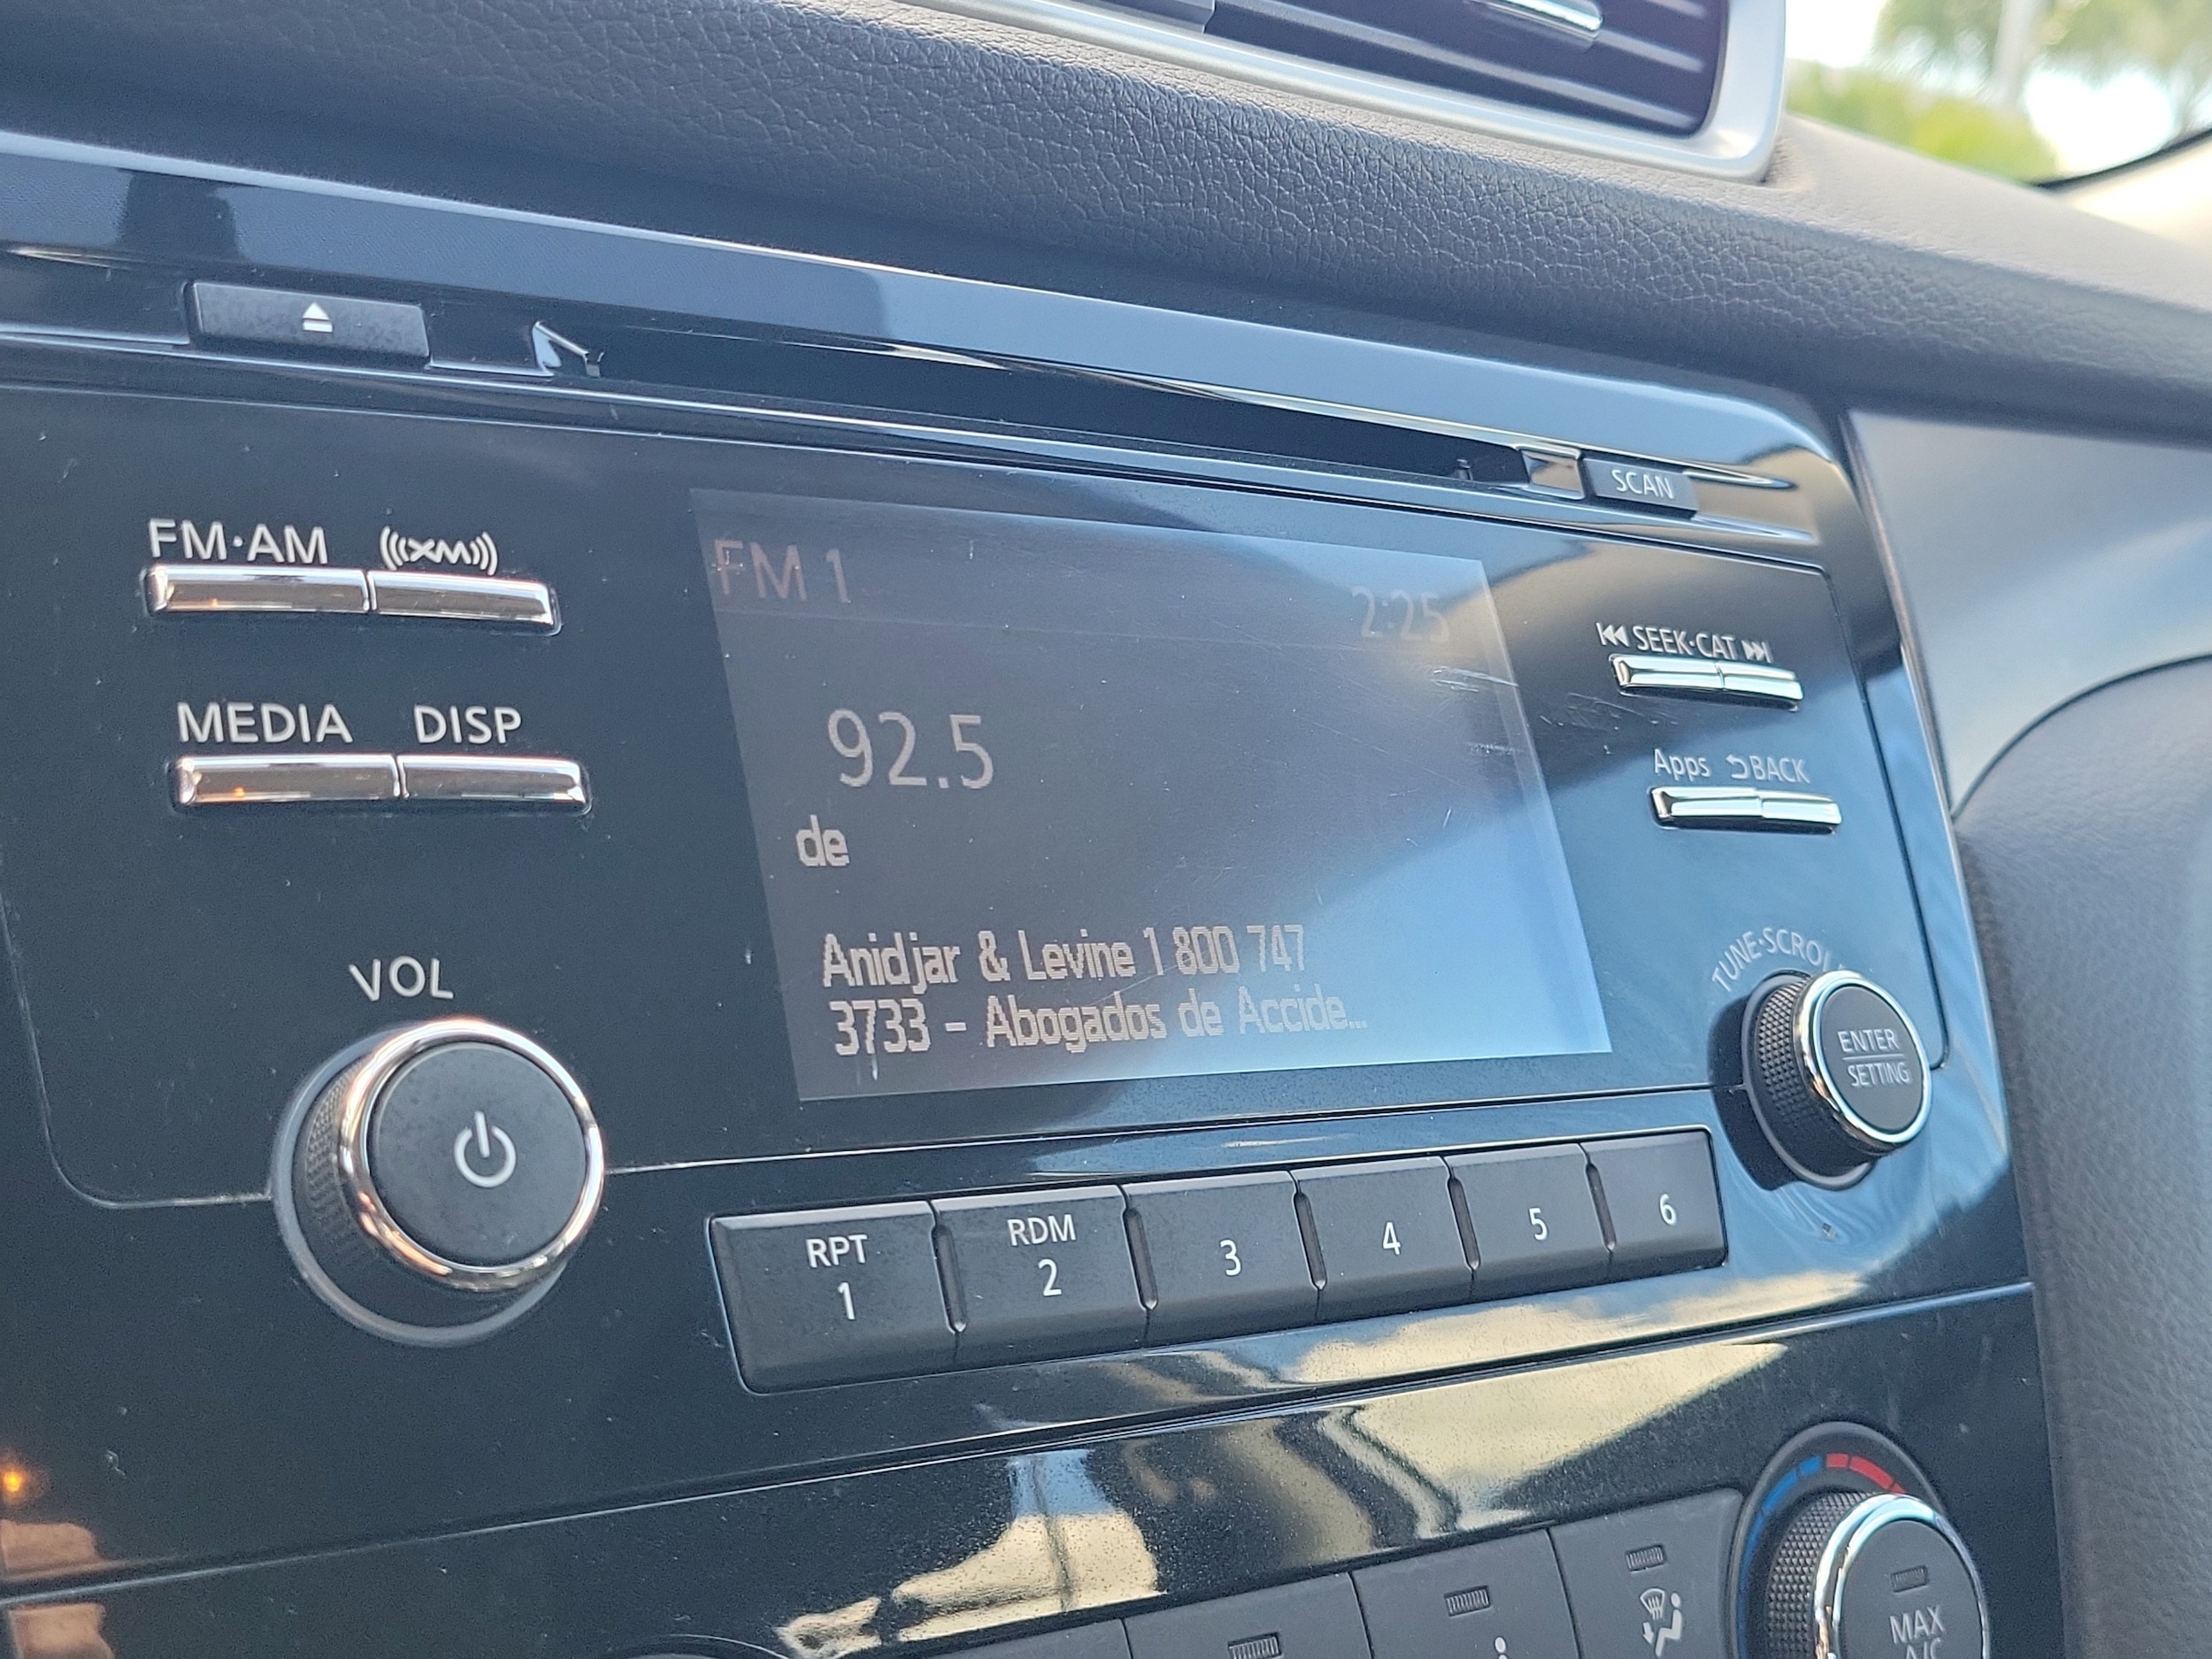 SCAN
FM·AM
((XM))
FM 1
2:25
SEEK·CAT
MEDIA
DISP
92.5
Apps
BACK
de
Anidjar & Levine 1 800 747
3733 - Abogados de Accide...
VOL
ENTER
SETTING
RPT
1
RDM
2
3
4
5
6
MAX
A/C